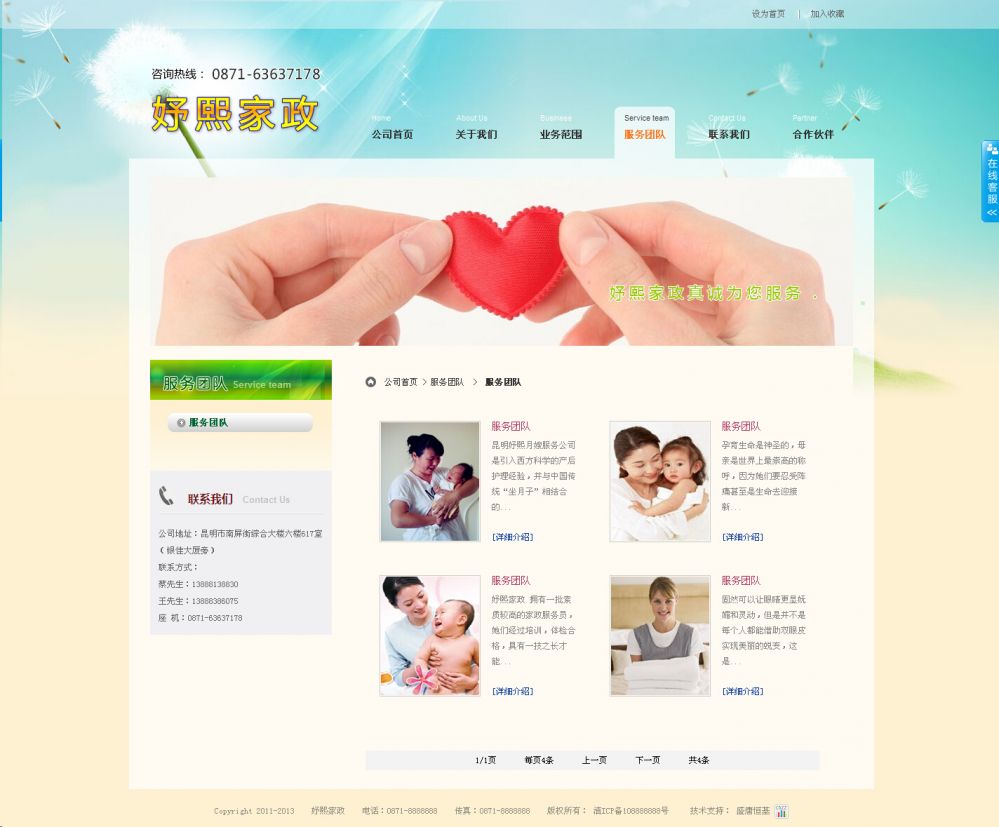 设为首页 | 加入收藏
咨询热线： 0871-63637178
妤熙家政
Home About Us Business Service team Contact Us Partner
公司首页 关于我们 业务范围 服务团队 联系我们 合作伙伴
在线客服
<<
妤熙家政真诚为您服务 .
服务团队 Service team
服务团队
联系我们 Contact Us
公司地址：昆明市南屏街综合大楼六楼617室
（银佳大厦旁）
联系方式：
蔡先生：13888138830
王先生：13888386075
座 机：0871-63637178
公司首页 > 服务团队 > 服务团队
服务团队
昆明妤熙月嫂服务公司
是引入西方科学的产后
护理经验，并与中国传
统“坐月子”相结合
的...
[详细介绍]
服务团队
孕育生命是神圣的，母
亲是世界上最崇高的称
呼，因为她们要忍受阵
痛甚至是生命去迎接
新...
[详细介绍]
服务团队
妤熙家政 拥有一批素
质较高的家政服务员，
她们经过培训，体检合
格，具有一技之长才
能...
[详细介绍]
服务团队
固然可以让眼睛更显妩
媚和灵动，但是并不是
每个人都能借助双眼皮
实现美丽的蜕变，这
是...
[详细介绍]
1/1页 每页4条 上一页 下一页 共4条
Copyright 2011-2013 妤熙家政 电话：0871-8888888 传真：0871-8888888 版权所有： 滇ICP备108888888号 技术支持： 盛唐恒基